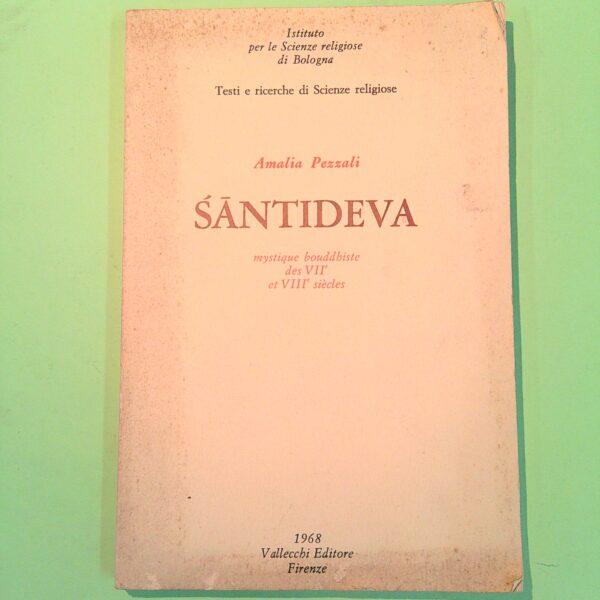 Istituto
per le Scienze religiose
di Bologna
Testi e ricerche di Scienze religiose
Amalia Pezzali
ŚĀNTIDEVA
mystique bouddhiste
des VIIᵉ
et VIIIᵉ siècles
1968
Vallecchi Editore
Firenze